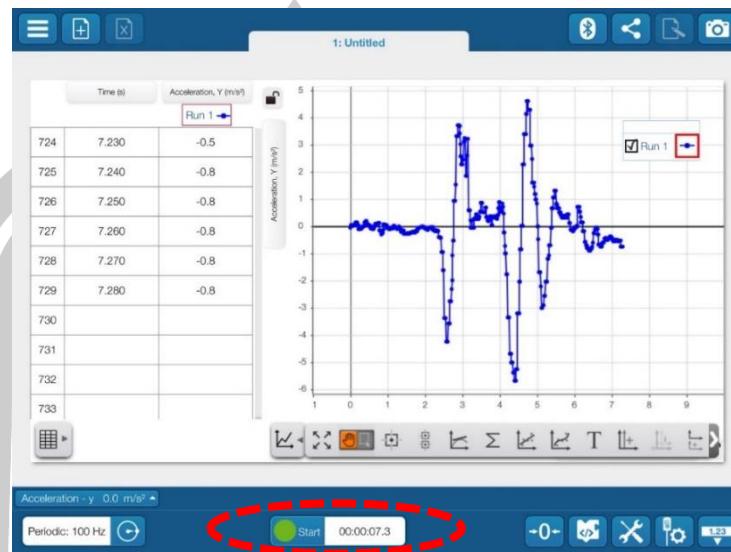 1: Untitled
Time (s) Acceleration, Y (m/s²)
Run 1
724 7.230 -0.5
725 7.240 -0.8
726 7.250 -0.8
727 7.260 -0.8
728 7.270 -0.8
729 7.280 -0.8
730
731
732
733
Acceleration, Y (m/s²)
5
4
3
2
1
0
-1
-2
-3
-4
-5
-6
1 0 1 2 3 4 5 6 7 8 9
Run 1
Σ T
Acceleration - y 0.0 m/s²
Periodic: 100 Hz
Start 00:00:07.3
-0-
1.23